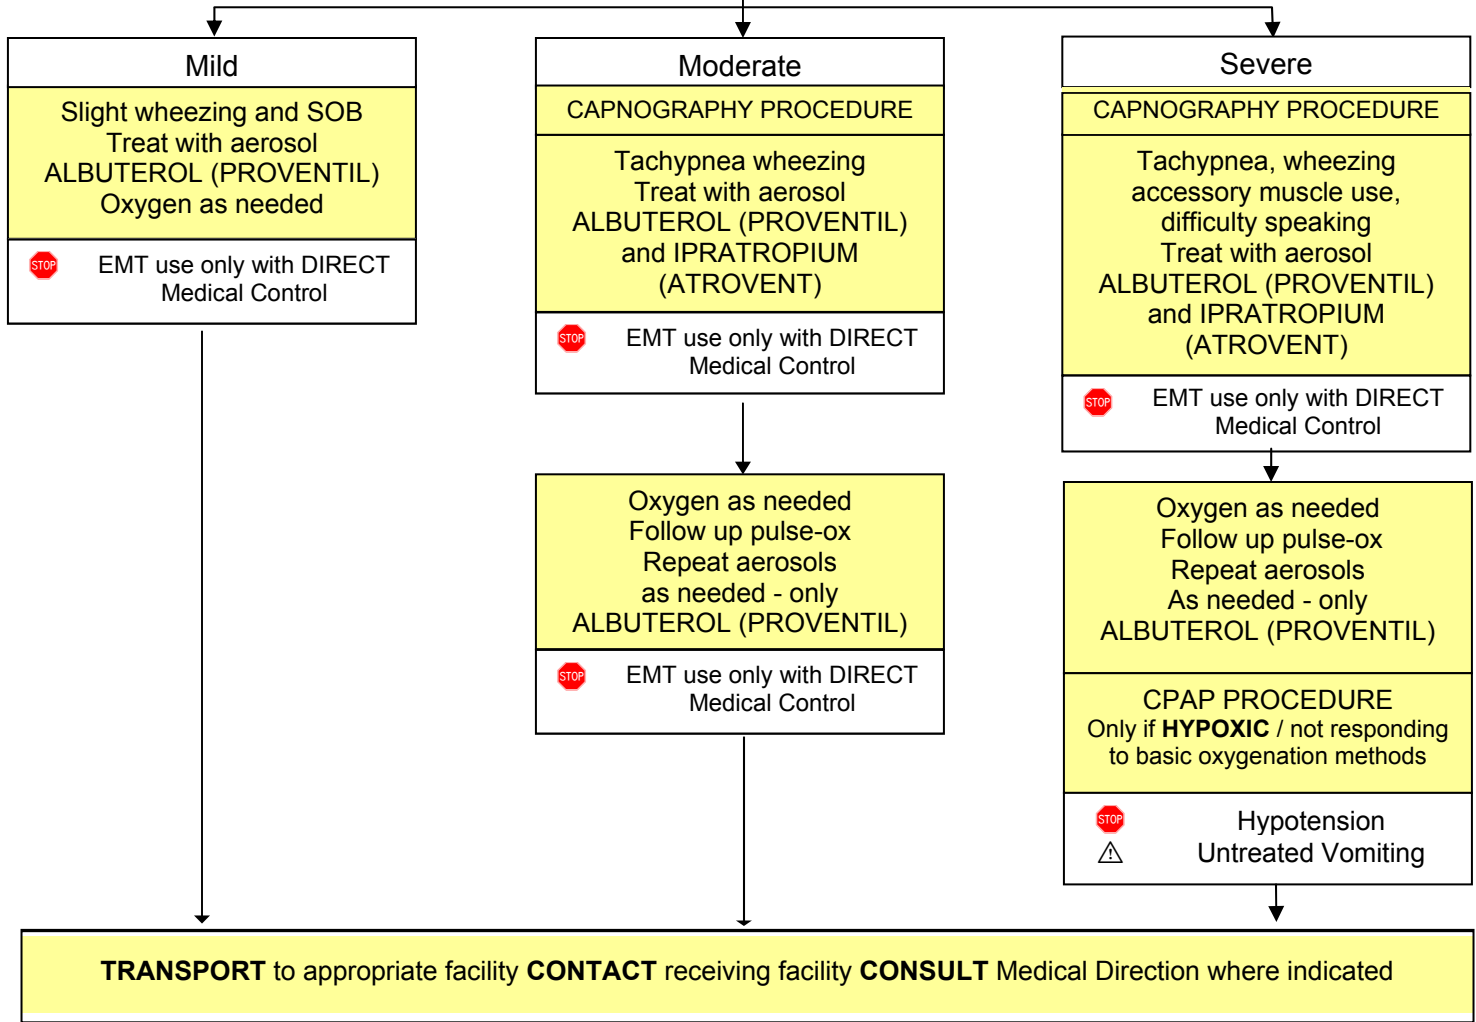 Mild
Slight wheezing and SOB
Treat with aerosol
ALBUTEROL (PROVENTIL)
Oxygen as needed
STOP EMT use only with DIRECT
Medical Control
Moderate
CAPNOGRAPHY PROCEDURE
Tachypnea wheezing
Treat with aerosol
ALBUTEROL (PROVENTIL)
and IPRATROPIUM
(ATROVENT)
STOP EMT use only with DIRECT
Medical Control
Oxygen as needed
Follow up pulse-ox
Repeat aerosols
as needed - only
ALBUTEROL (PROVENTIL)
STOP EMT use only with DIRECT
Medical Control
Severe
CAPNOGRAPHY PROCEDURE
Tachypnea, wheezing
accessory muscle use,
difficulty speaking
Treat with aerosol
ALBUTEROL (PROVENTIL)
and IPRATROPIUM
(ATROVENT)
STOP EMT use only with DIRECT
Medical Control
Oxygen as needed
Follow up pulse-ox
Repeat aerosols
As needed - only
ALBUTEROL (PROVENTIL)
CPAP PROCEDURE
Only if HYPOXIC / not responding
to basic oxygenation methods
STOP Hypotension
⚠ Untreated Vomiting
TRANSPORT to appropriate facility CONTACT receiving facility CONSULT Medical Direction where indicated